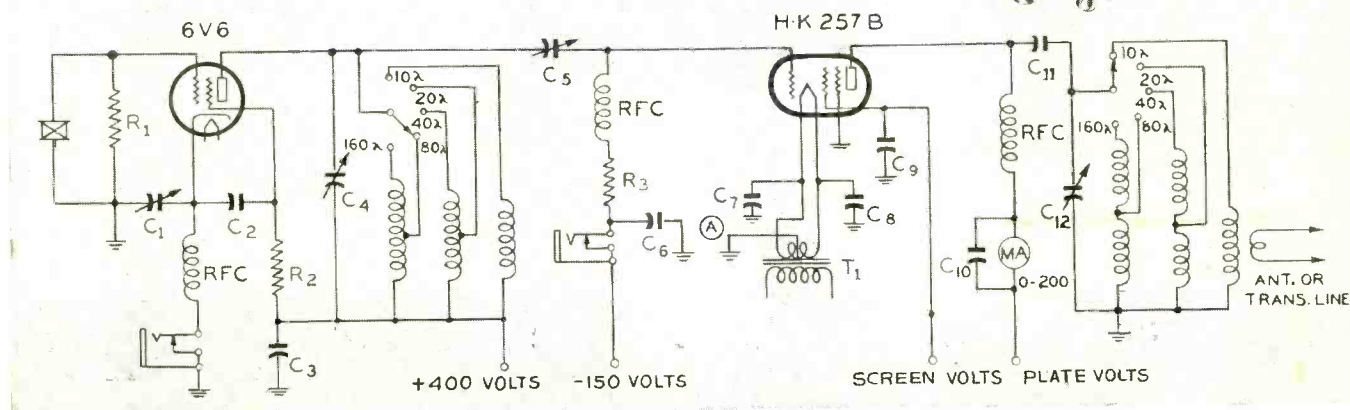 6V6
H-K 257B
R1
C1
C2
RFC
R2
C3
C4
10λ
20λ
40λ
80λ
160λ
C5
RFC
R3
C6
+400 VOLTS
-150 VOLTS
C7
C8
C9
A
T1
C10
MA
0-200
RFC
C11
C12
10λ
20λ
40λ
80λ
160λ
ANT. OR
TRANS. LINE
SCREEN VOLTS
PLATE VOLTS